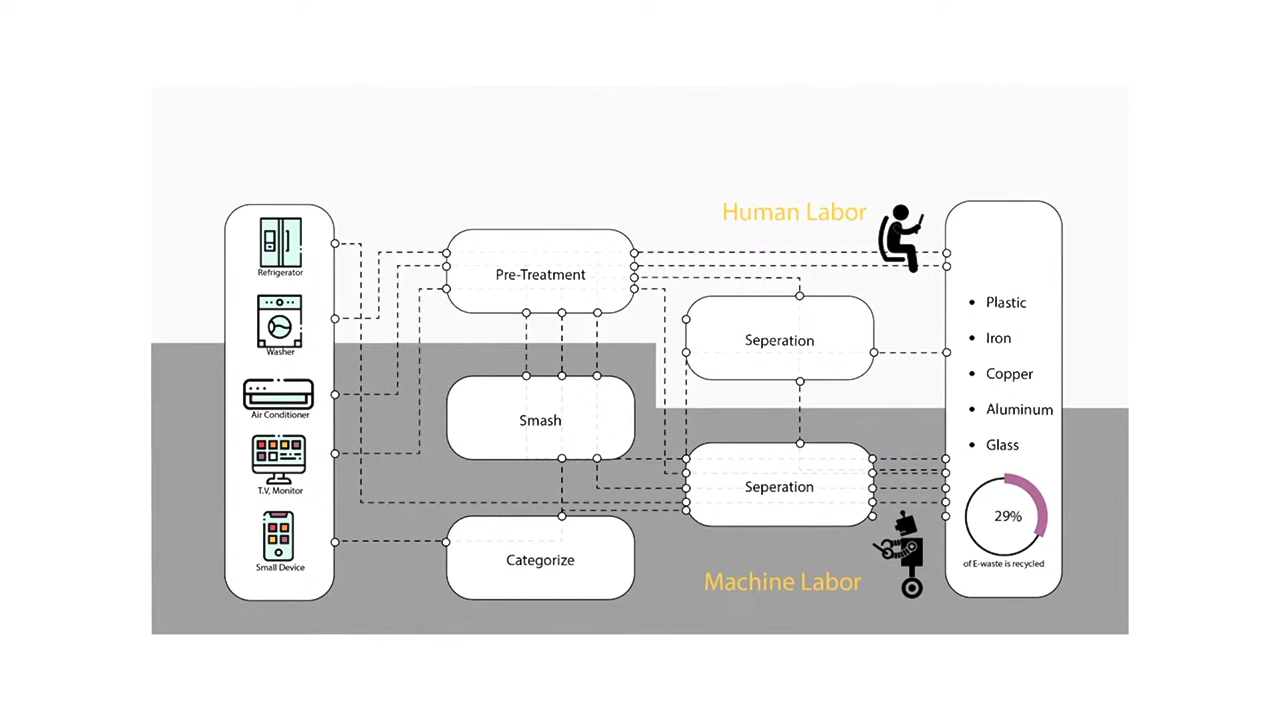 Refrigerator
Washer
Air Conditioner
T.V, Monitor
Small Device
Pre-Treatment
Smash
Categorize
Human Labor
Seperation
Seperation
Machine Labor
• Plastic
• Iron
• Copper
• Aluminum
• Glass
29%
of E-waste is recycled